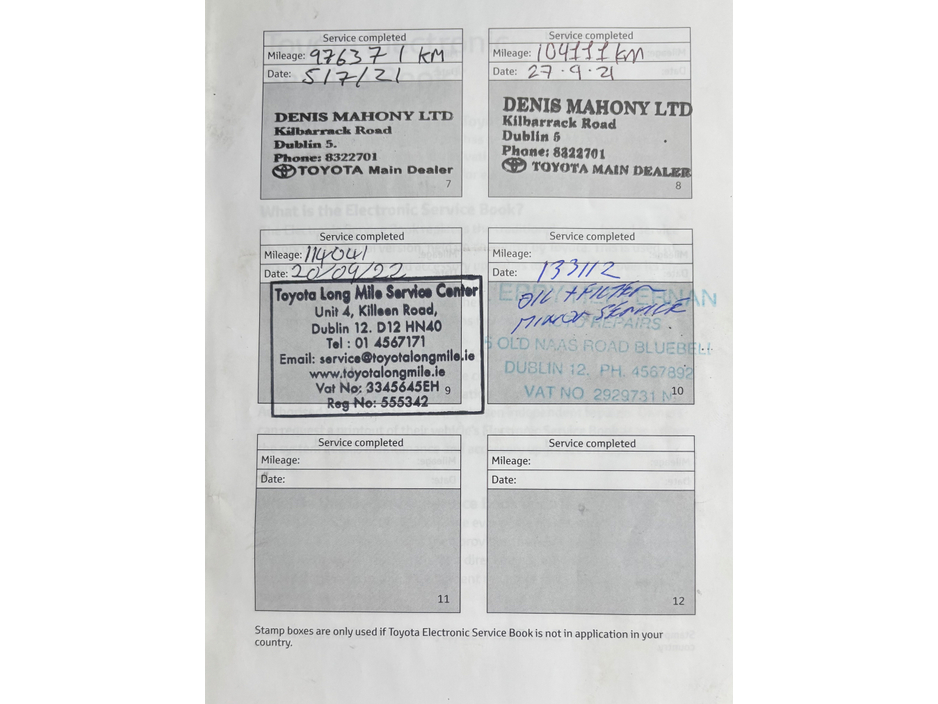 Service completed
Mileage: 97637 1 KM
Date: 5/7/21
DENIS MAHONY LTD
Kilbarrack Road
Dublin 5.
Phone: 8322701
TOYOTA Main Dealer
7
Service completed
Mileage: 104111 km
Date: 27.9.21
DENIS MAHONY LTD
Kilbarrack Road
Dublin 5
Phone: 8322701
TOYOTA MAIN DEALER
8
Service completed
Mileage: 114041
Date: 20/04/22
Toyota Long Mile Service Center
Unit 4, Killeen Road,
Dublin 12. D12 HN40
Tel : 01 4567171
Email: service@toyotalongmile.ie
www.toyotalongmile.ie
Vat No: 3345645EH
Reg No: 555342
9
Service completed
Mileage:
Date: 133112
OIL + FILTER
MINOR SERVICE
REPAIRS
OLD NAAS ROAD BLUEBELL
DUBLIN 12, PH. 4567892
VAT NO 2929731
10
Service completed
Mileage:
Date:
11
Service completed
Mileage:
Date:
12
Stamp boxes are only used if Toyota Electronic Service Book is not in application in your
country.